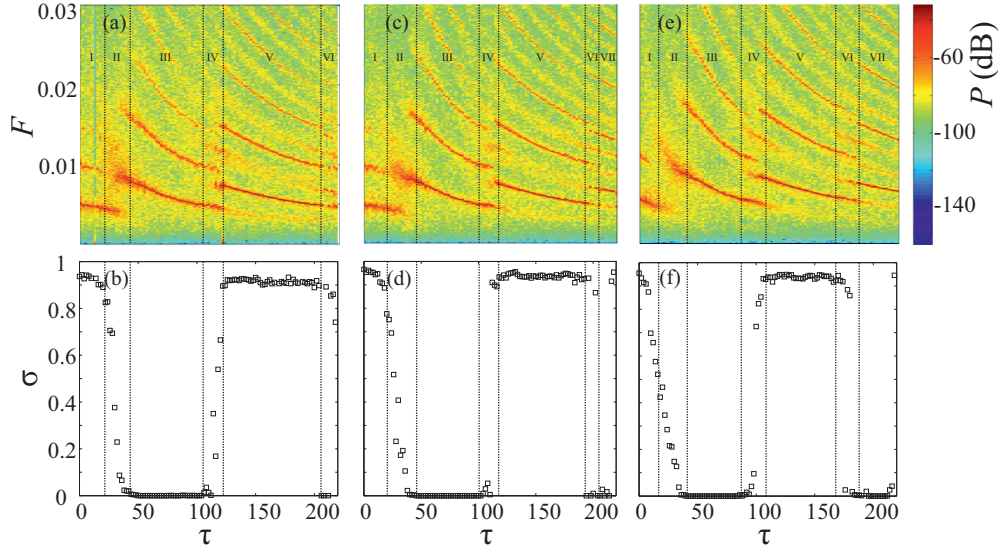 (a) (c) (e)
0.03 0.02 0.01 F
I II III IV V VI
I II III IV V VI VII
I II III IV V VI VII
-60 -100 -140 P (dB)
(b) (d) (f)
1 0.8 0.6 0.4 0.2 0 σ
0 50 100 150 200
0 50 100 150 200
0 50 100 150 200
τ τ τ